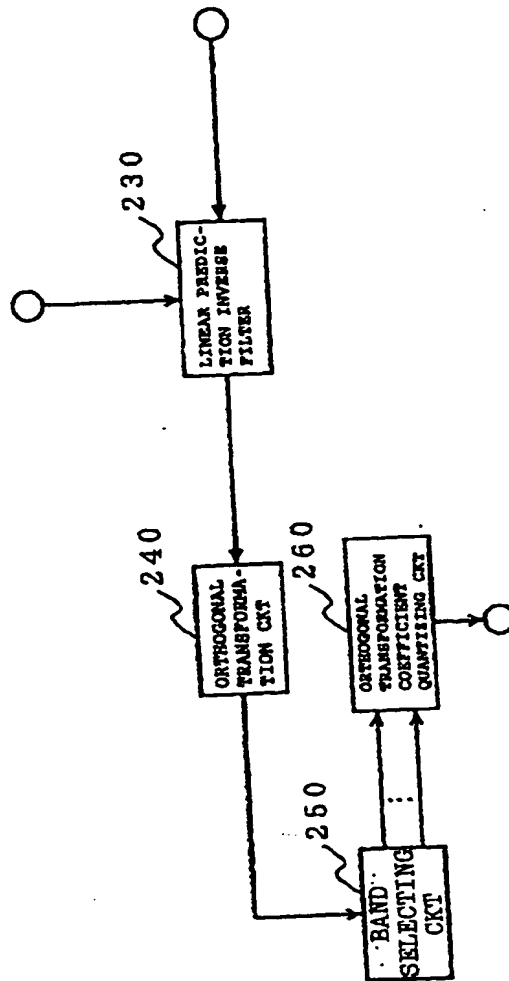 230
LINEAR PREDIC-
TION INVERSE
FILTER
240
ORTHOGONAL
TRANSFORMA-
TION CKT
250
BAND
SELECTING
CKT
260
ORTHOGONAL
TRANSFORMATION
COEFFICIENT
QUANTIZING CKT